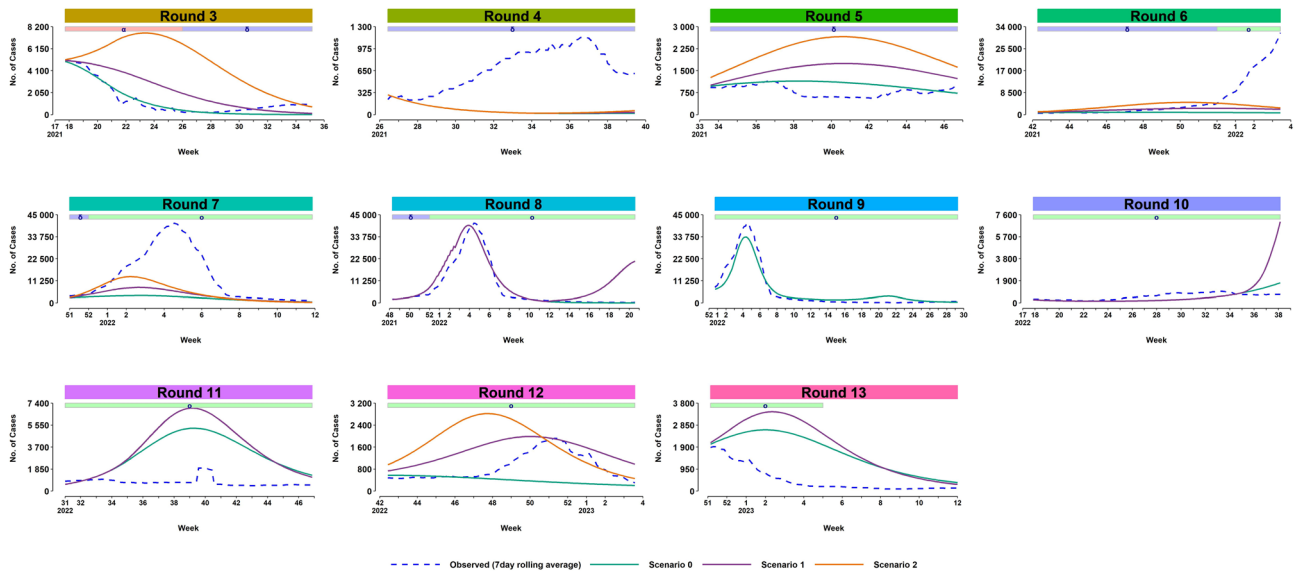 Round 3
α δ
8 200
6 150
4 100
2 050
0
No. of Cases
17 18 20 22 24 26 28 30 32 34 36
2021
Week
Round 4
δ
1 300
975
650
325
0
No. of Cases
26 28 30 32 34 36 38 40
2021
Week
Round 5
δ
3 000
2 250
1 500
750
0
No. of Cases
33 34 36 38 40 42 44 46
2021
Week
Round 6
δ ο
34 000
25 500
17 000
8 500
0
No. of Cases
42 44 46 48 50 52 1 2 4
2021 2022
Week
Round 7
δ ο
45 000
33 750
22 500
11 250
0
No. of Cases
51 52 1 2 4 6 8 10 12
2022
Week
Round 8
δ ο
45 000
33 750
22 500
11 250
0
No. of Cases
48 50 52 1 2 4 6 8 10 12 14 16 18 20
2021 2022
Week
Round 9
ο
45 000
33 750
22 500
11 250
0
No. of Cases
52 1 2 4 6 8 10 12 14 16 18 20 22 24 26 28 30
2022
Week
Round 10
ο
7 600
5 700
3 800
1 900
0
No. of Cases
17 18 20 22 24 26 28 30 32 34 36 38
2022
Week
Round 11
ο
7 400
5 550
3 700
1 850
0
No. of Cases
31 32 34 36 38 40 42 44 46
2022
Week
Round 12
ο
3 200
2 400
1 600
800
0
No. of Cases
42 44 46 48 50 52 1 2 4
2022 2023
Week
Round 13
ο
3 800
2 850
1 900
950
0
No. of Cases
51 52 1 2 4 6 8 10 12
2023
Week
Observed (7day rolling average) Scenario 0 Scenario 1 Scenario 2